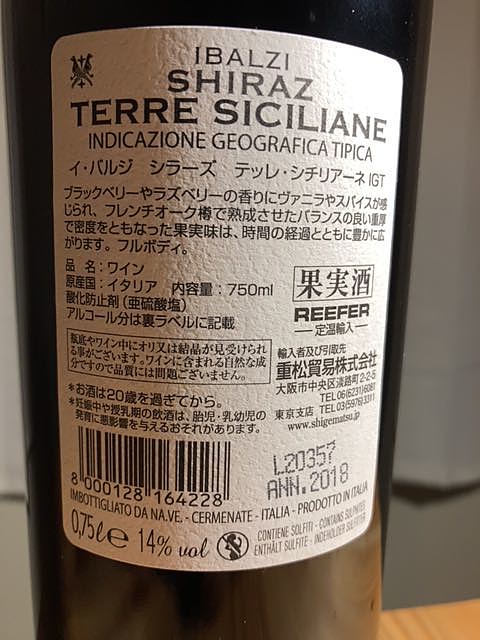 IBALZI
SHIRAZ
TERRE SICILIANE
INDICAZIONE GEOGRAFICA TIPICA
イ・バルジ シラーズ テッレ・シチリアーネ IGT
ブラックベリーやラズベリーの香りにヴァニラやスパイスが感
じられ、フレンチオーク樽で熟成させたバランスの良い重厚
で密度をともなった果実味は、時間の経過とともに豊かに広
がります。フルボディ。
品名:ワイン
原産国:イタリア 内容量:750ml
酸化防止剤(亜硫酸塩)
アルコール分は裏ラベルに記載
果実酒
REEFER
定温輸入
瓶底やワイン中にオリ又は結晶が見受けられ
る事がございます。ワインに含まれる自然な成
分ですので品質には問題ございません。
輸入者及び引取先
重松貿易株式会社
大阪市中央区淡路町2-2-5
TEL06(6231)6081
東京支店 TEL03(5976)3311
www.shigematsu.jp
*お酒は20歳を過ぎてから。
*妊娠中や授乳期の飲酒は、胎児・乳幼児の
発育に悪影響を与えるおそれがあります。
8 000128 164228
L20357
ANN.2018
IMBOTTIGLIATO DA NA.VE. - CERMENATE - ITALIA - PRODOTTO IN ITALIA
0,75 l e 14% vol
CONTIENE SOLFITI - CONTAINS SULPHITES
ENTHÄLT SULFITE - INDEHOLDER SULFITTER